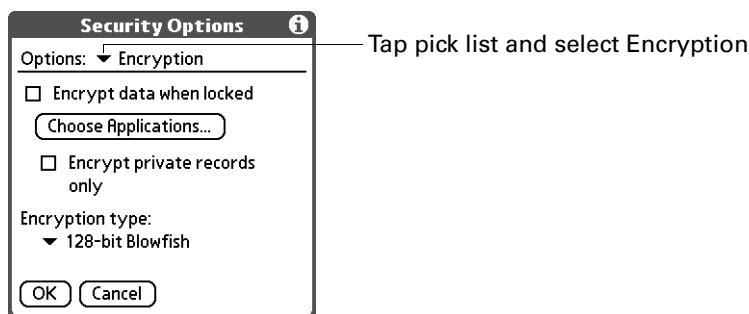 Security Options i
Options: Encryption
Tap pick list and select Encryption
Encrypt data when locked
Choose Applications...
Encrypt private records
only
Encryption type:
128-bit Blowfish
OK Cancel